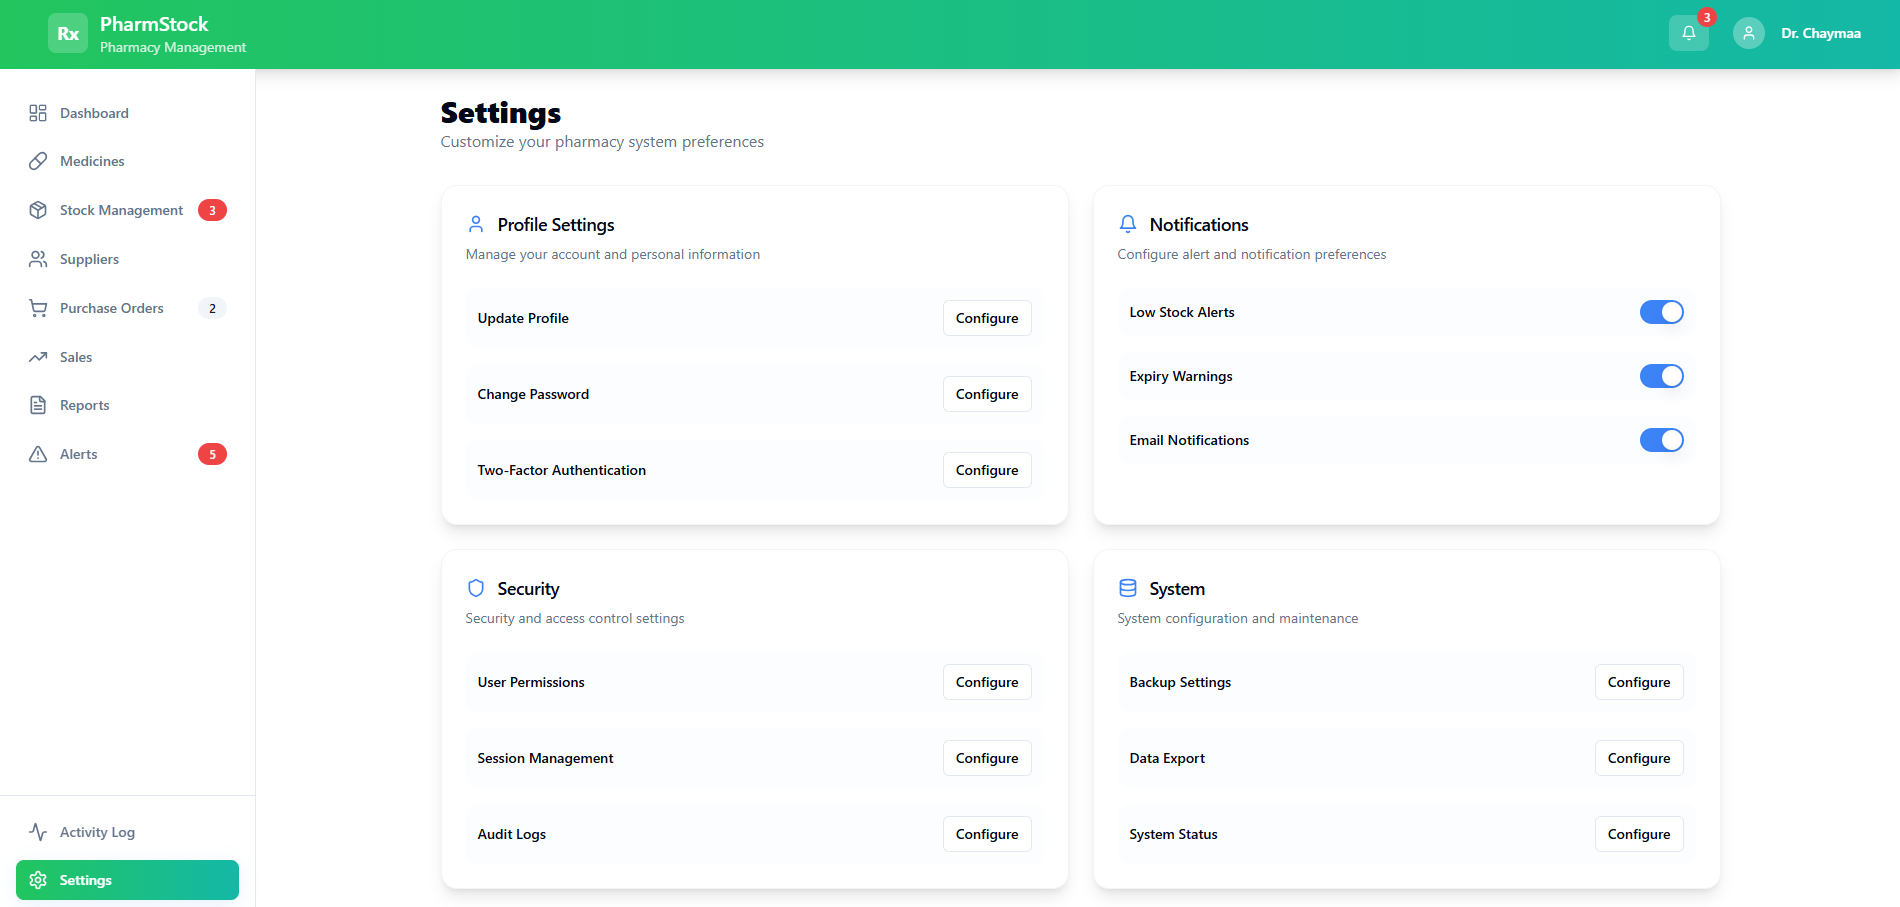 Rx
PharmStock
Pharmacy Management
3
Dr. Chaymaa
Dashboard
Medicines
Stock Management 3
Suppliers
Purchase Orders 2
Sales
Reports
Alerts 5
Activity Log
Settings
Settings
Customize your pharmacy system preferences
Profile Settings
Manage your account and personal information
Update Profile Configure
Change Password Configure
Two-Factor Authentication Configure
Notifications
Configure alert and notification preferences
Low Stock Alerts
Expiry Warnings
Email Notifications
Security
Security and access control settings
User Permissions Configure
Session Management Configure
Audit Logs Configure
System
System configuration and maintenance
Backup Settings Configure
Data Export Configure
System Status Configure